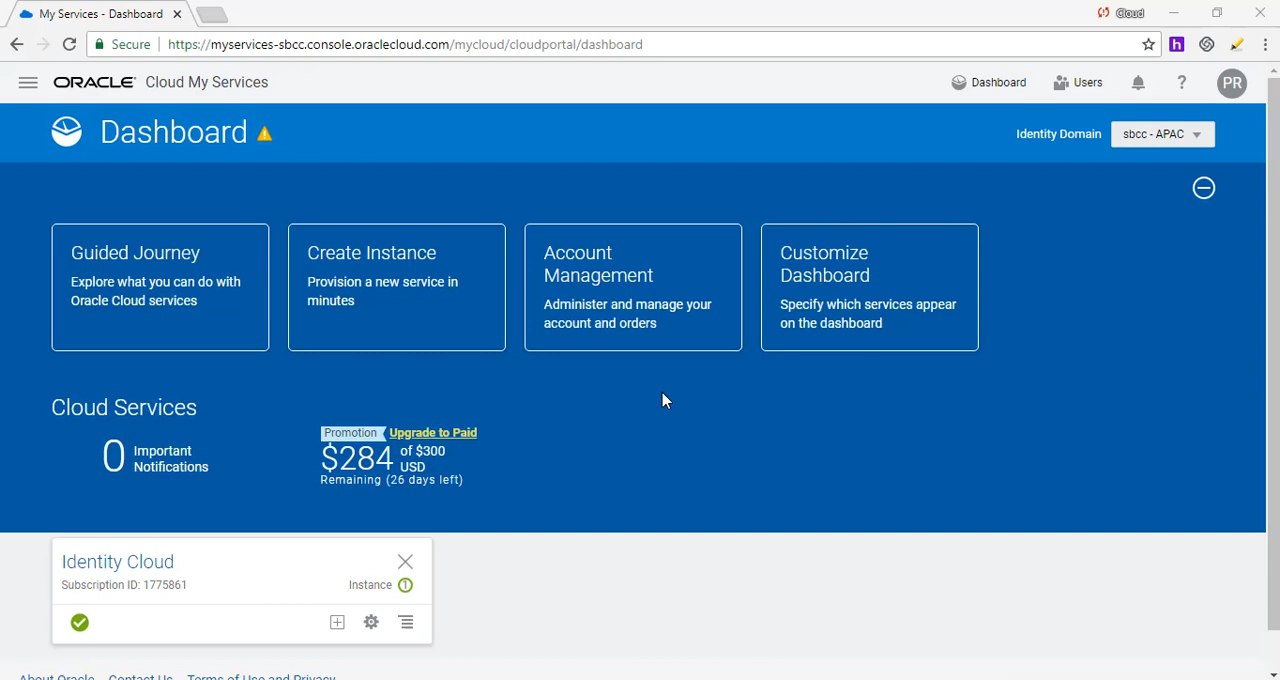 My Services - Dashboard
Cloud
Secure
https://myservices-sbcc.console.oraclecloud.com/mycloud/cloudportal/dashboard
h
ORACLE Cloud My Services
Dashboard
Users
?
PR
Dashboard
Identity Domain
sbcc - APAC
Guided Journey
Explore what you can do with
Oracle Cloud services
Create Instance
Provision a new service in
minutes
Account
Management
Administer and manage your
account and orders
Customize
Dashboard
Specify which services appear
on the dashboard
Cloud Services
0
Important
Notifications
Promotion Upgrade to Paid
$284 of $300
USD
Remaining (26 days left)
Identity Cloud
Subscription ID: 1775861
Instance 1
About Oracle Contact Us Terms of Use and Privacy